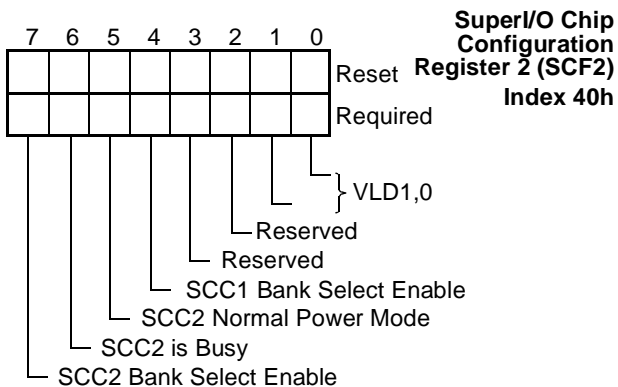 SuperI/O Chip
Configuration
Register 2 (SCF2)
Index 40h
7 6 5 4 3 2 1 0
Reset
Required
VLD1,0
Reserved
Reserved
SCC1 Bank Select Enable
SCC2 Normal Power Mode
SCC2 is Busy
SCC2 Bank Select Enable